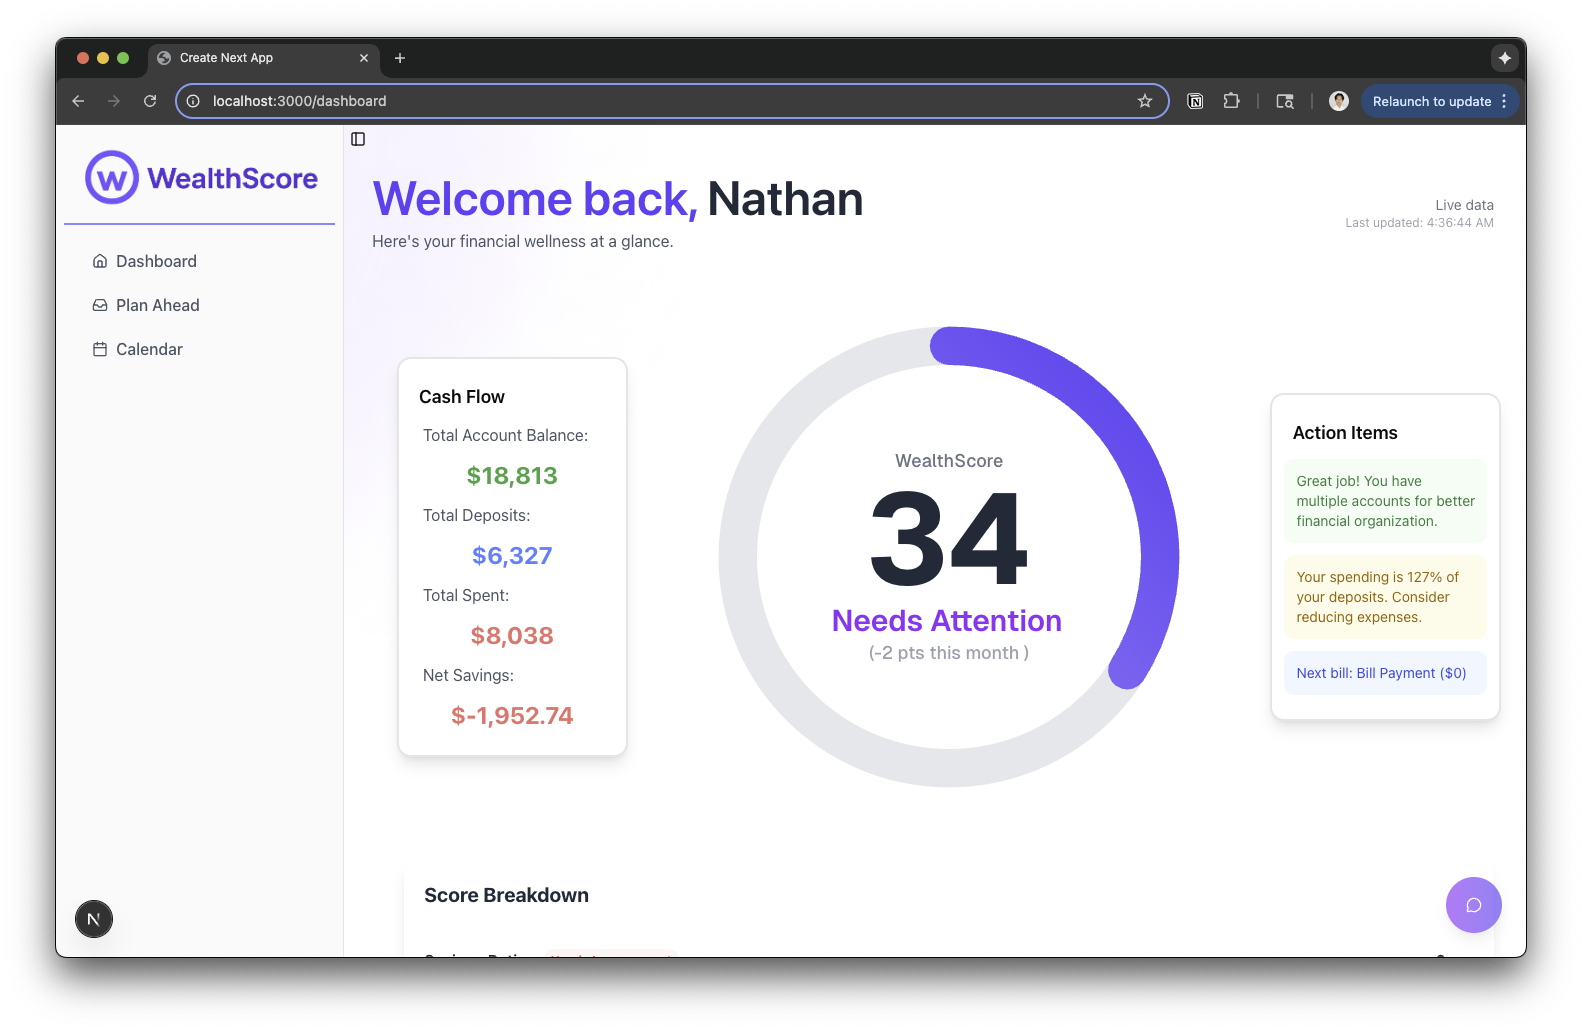 Create Next App
localhost:3000/dashboard
Relaunch to update
W WealthScore
Dashboard
Plan Ahead
Calendar
N
Welcome back, Nathan
Here's your financial wellness at a glance.
Live data
Last updated: 4:36:44 AM
Cash Flow
Total Account Balance:
$18,813
Total Deposits:
$6,327
Total Spent:
$8,038
Net Savings:
$-1,952.74
WealthScore
34
Needs Attention
(-2 pts this month )
Action Items
Great job! You have
multiple accounts for better
financial organization.
Your spending is 127% of
your deposits. Consider
reducing expenses.
Next bill: Bill Payment ($0)
Score Breakdown